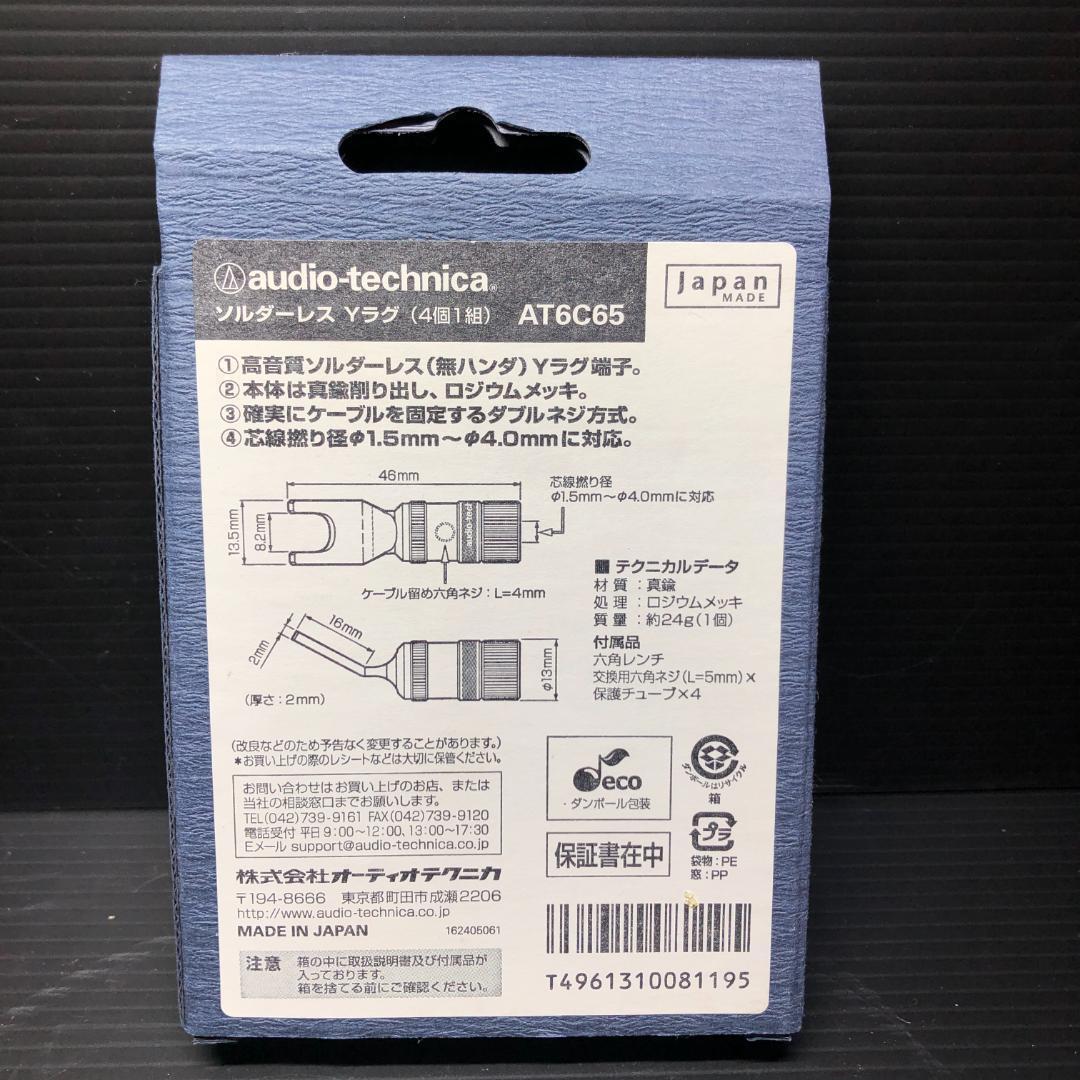 audio-technica®
ソルダーレス Yラグ（4個1組） AT6C65
Japan
MADE
①高音質ソルダーレス（無ハンダ）Yラグ端子。
②本体は真鍮削り出し、ロジウムメッキ。
③確実にケーブルを固定するダブルネジ方式。
④芯線撚り径φ1.5mm～φ4.0mmに対応。
46mm
芯線撚り径
φ1.5mm～φ4.0mmに対応
13.5mm
8.2mm
audio-tech
ケーブル留め六角ネジ：L=4mm
16mm
2mm
φ13mm
（厚さ：2mm）
テクニカルデータ
材 質：真鍮
処 理：ロジウムメッキ
質 量：約24g（1個）
付属品
六角レンチ
交換用六角ネジ（L=5mm）×
保護チューブ×4
（改良などのため予告なく変更することがあります。）
＊お買い上げの際のレシートなどは大切に保管ください。
お問い合わせはお買い上げのお店、または
当社の相談窓口までお願いします。
TEL(042)739-9161 FAX(042)739-9120
電話受付 平日 9：00～12：00、13：00～17：30
Eメール support@audio-technica.co.jp
株式会社オーディオテクニカ
〒194-8666 東京都町田市成瀬2206
http://www.audio-technica.co.jp
MADE IN JAPAN 162405061
注意 箱の中に取扱説明書及び付属品が
入っております。
箱を捨てる前にご確認ください。
eco
・ダンボール包装
ダンボールはリサイクル
箱
保証書在中
プラ
袋物：PE
窓：PP
T4961310081195